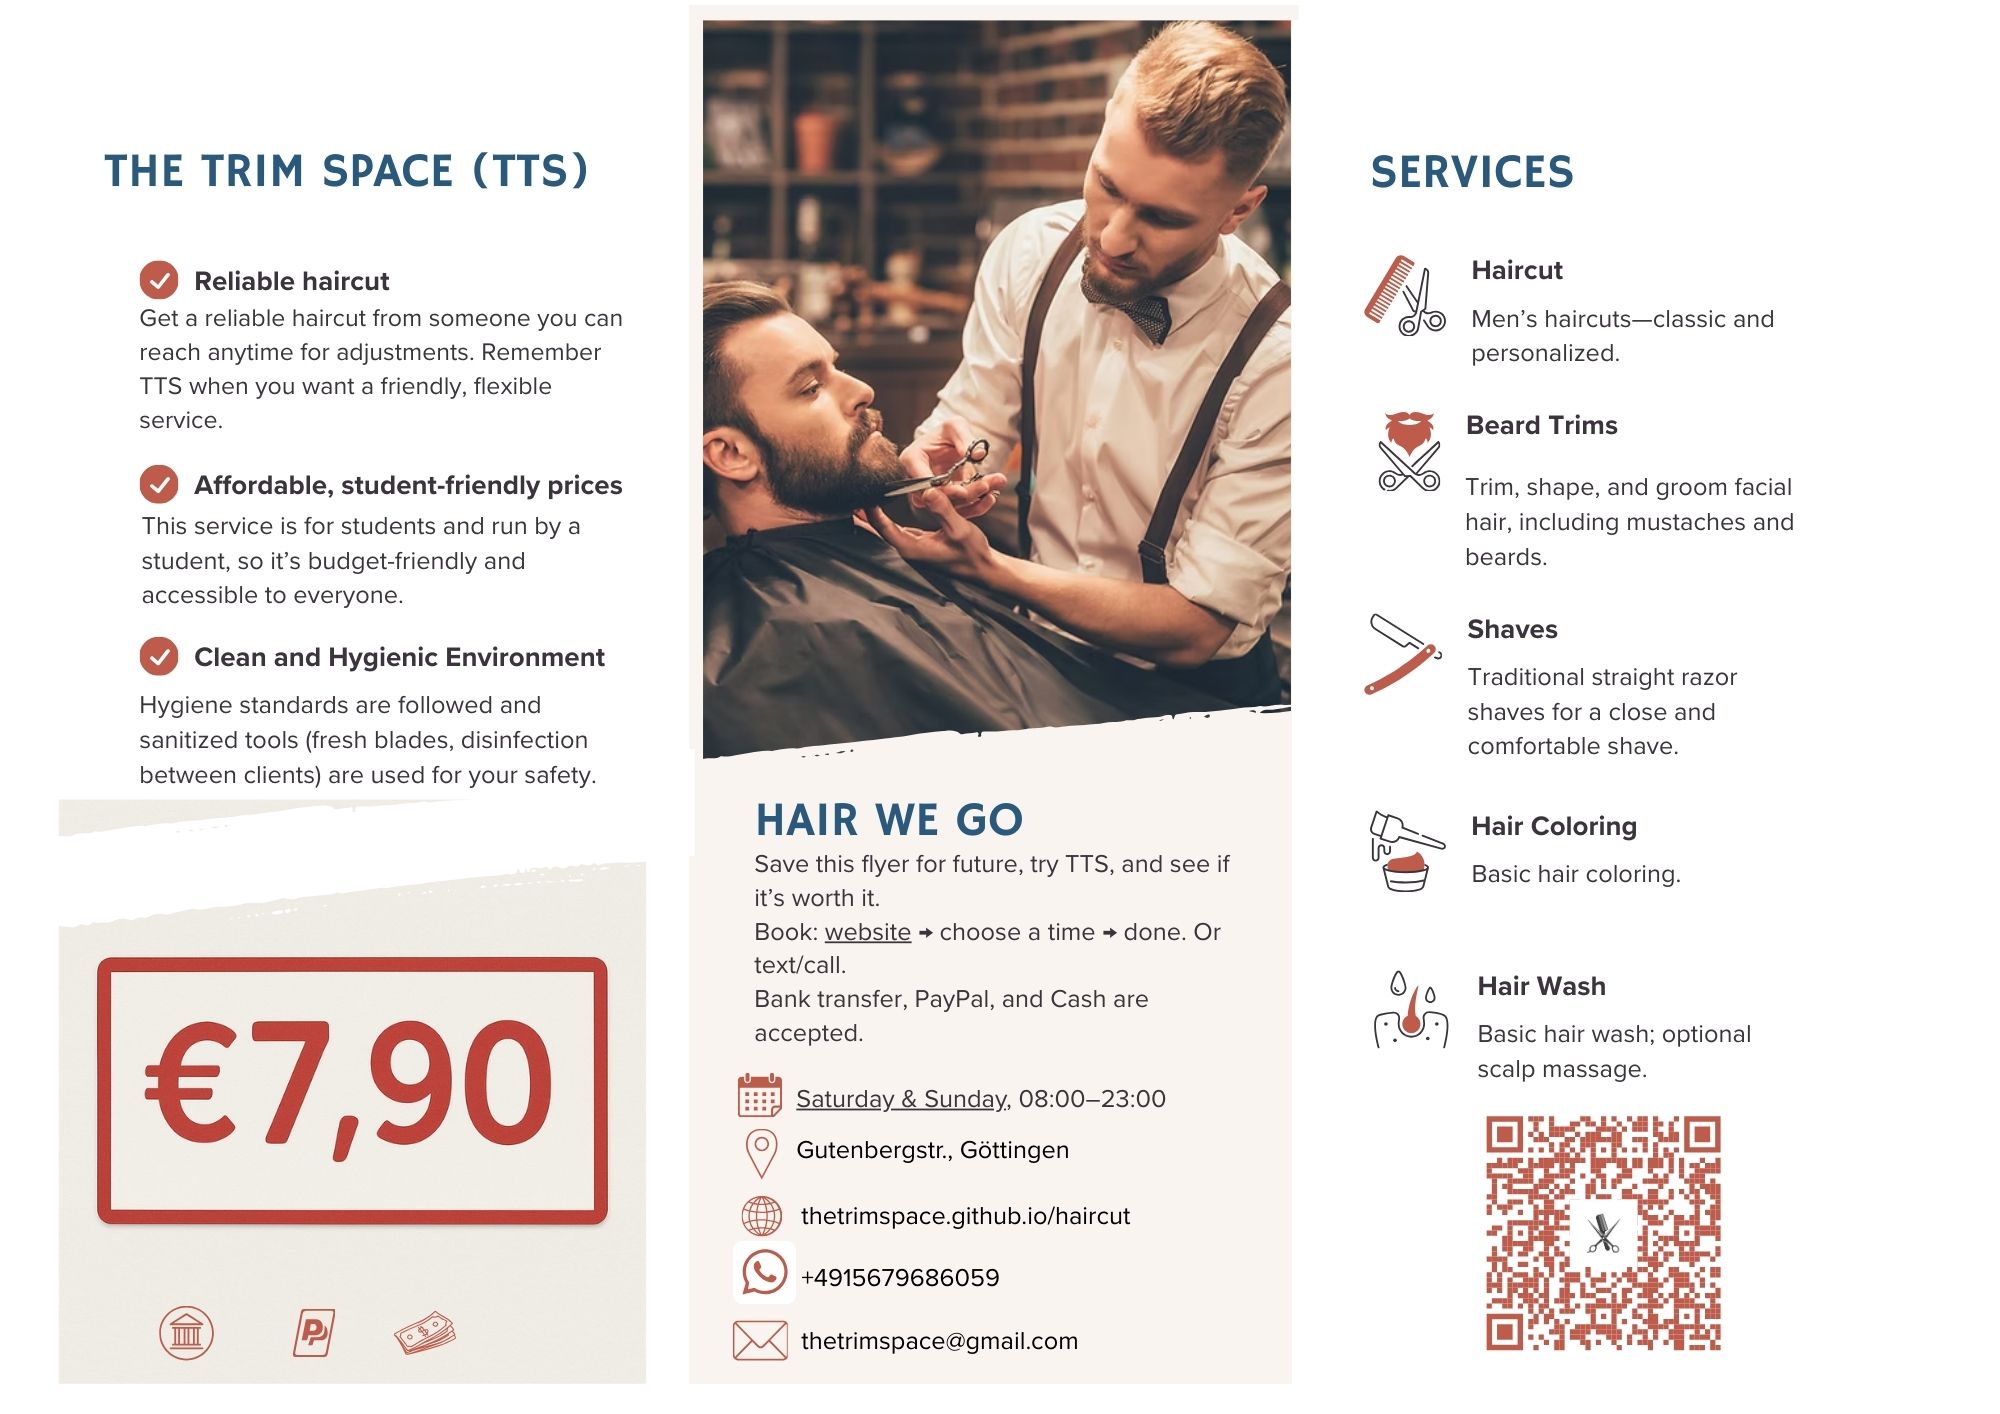 THE TRIM SPACE (TTS)
Reliable haircut
Get a reliable haircut from someone you can
reach anytime for adjustments. Remember
TTS when you want a friendly, flexible
service.
Affordable, student-friendly prices
This service is for students and run by a
student, so it’s budget-friendly and
accessible to everyone.
Clean and Hygienic Environment
Hygiene standards are followed and
sanitized tools (fresh blades, disinfection
between clients) are used for your safety.
€7,90
HAIR WE GO
Save this flyer for future, try TTS, and see if
it’s worth it.
Book: website → choose a time → done. Or
text/call.
Bank transfer, PayPal, and Cash are
accepted.
Saturday & Sunday, 08:00–23:00
Gutenbergstr., Göttingen
thetrimspace.github.io/haircut
+4915679686059
thetrimspace@gmail.com
SERVICES
Haircut
Men’s haircuts—classic and
personalized.
Beard Trims
Trim, shape, and groom facial
hair, including mustaches and
beards.
Shaves
Traditional straight razor
shaves for a close and
comfortable shave.
Hair Coloring
Basic hair coloring.
Hair Wash
Basic hair wash; optional
scalp massage.